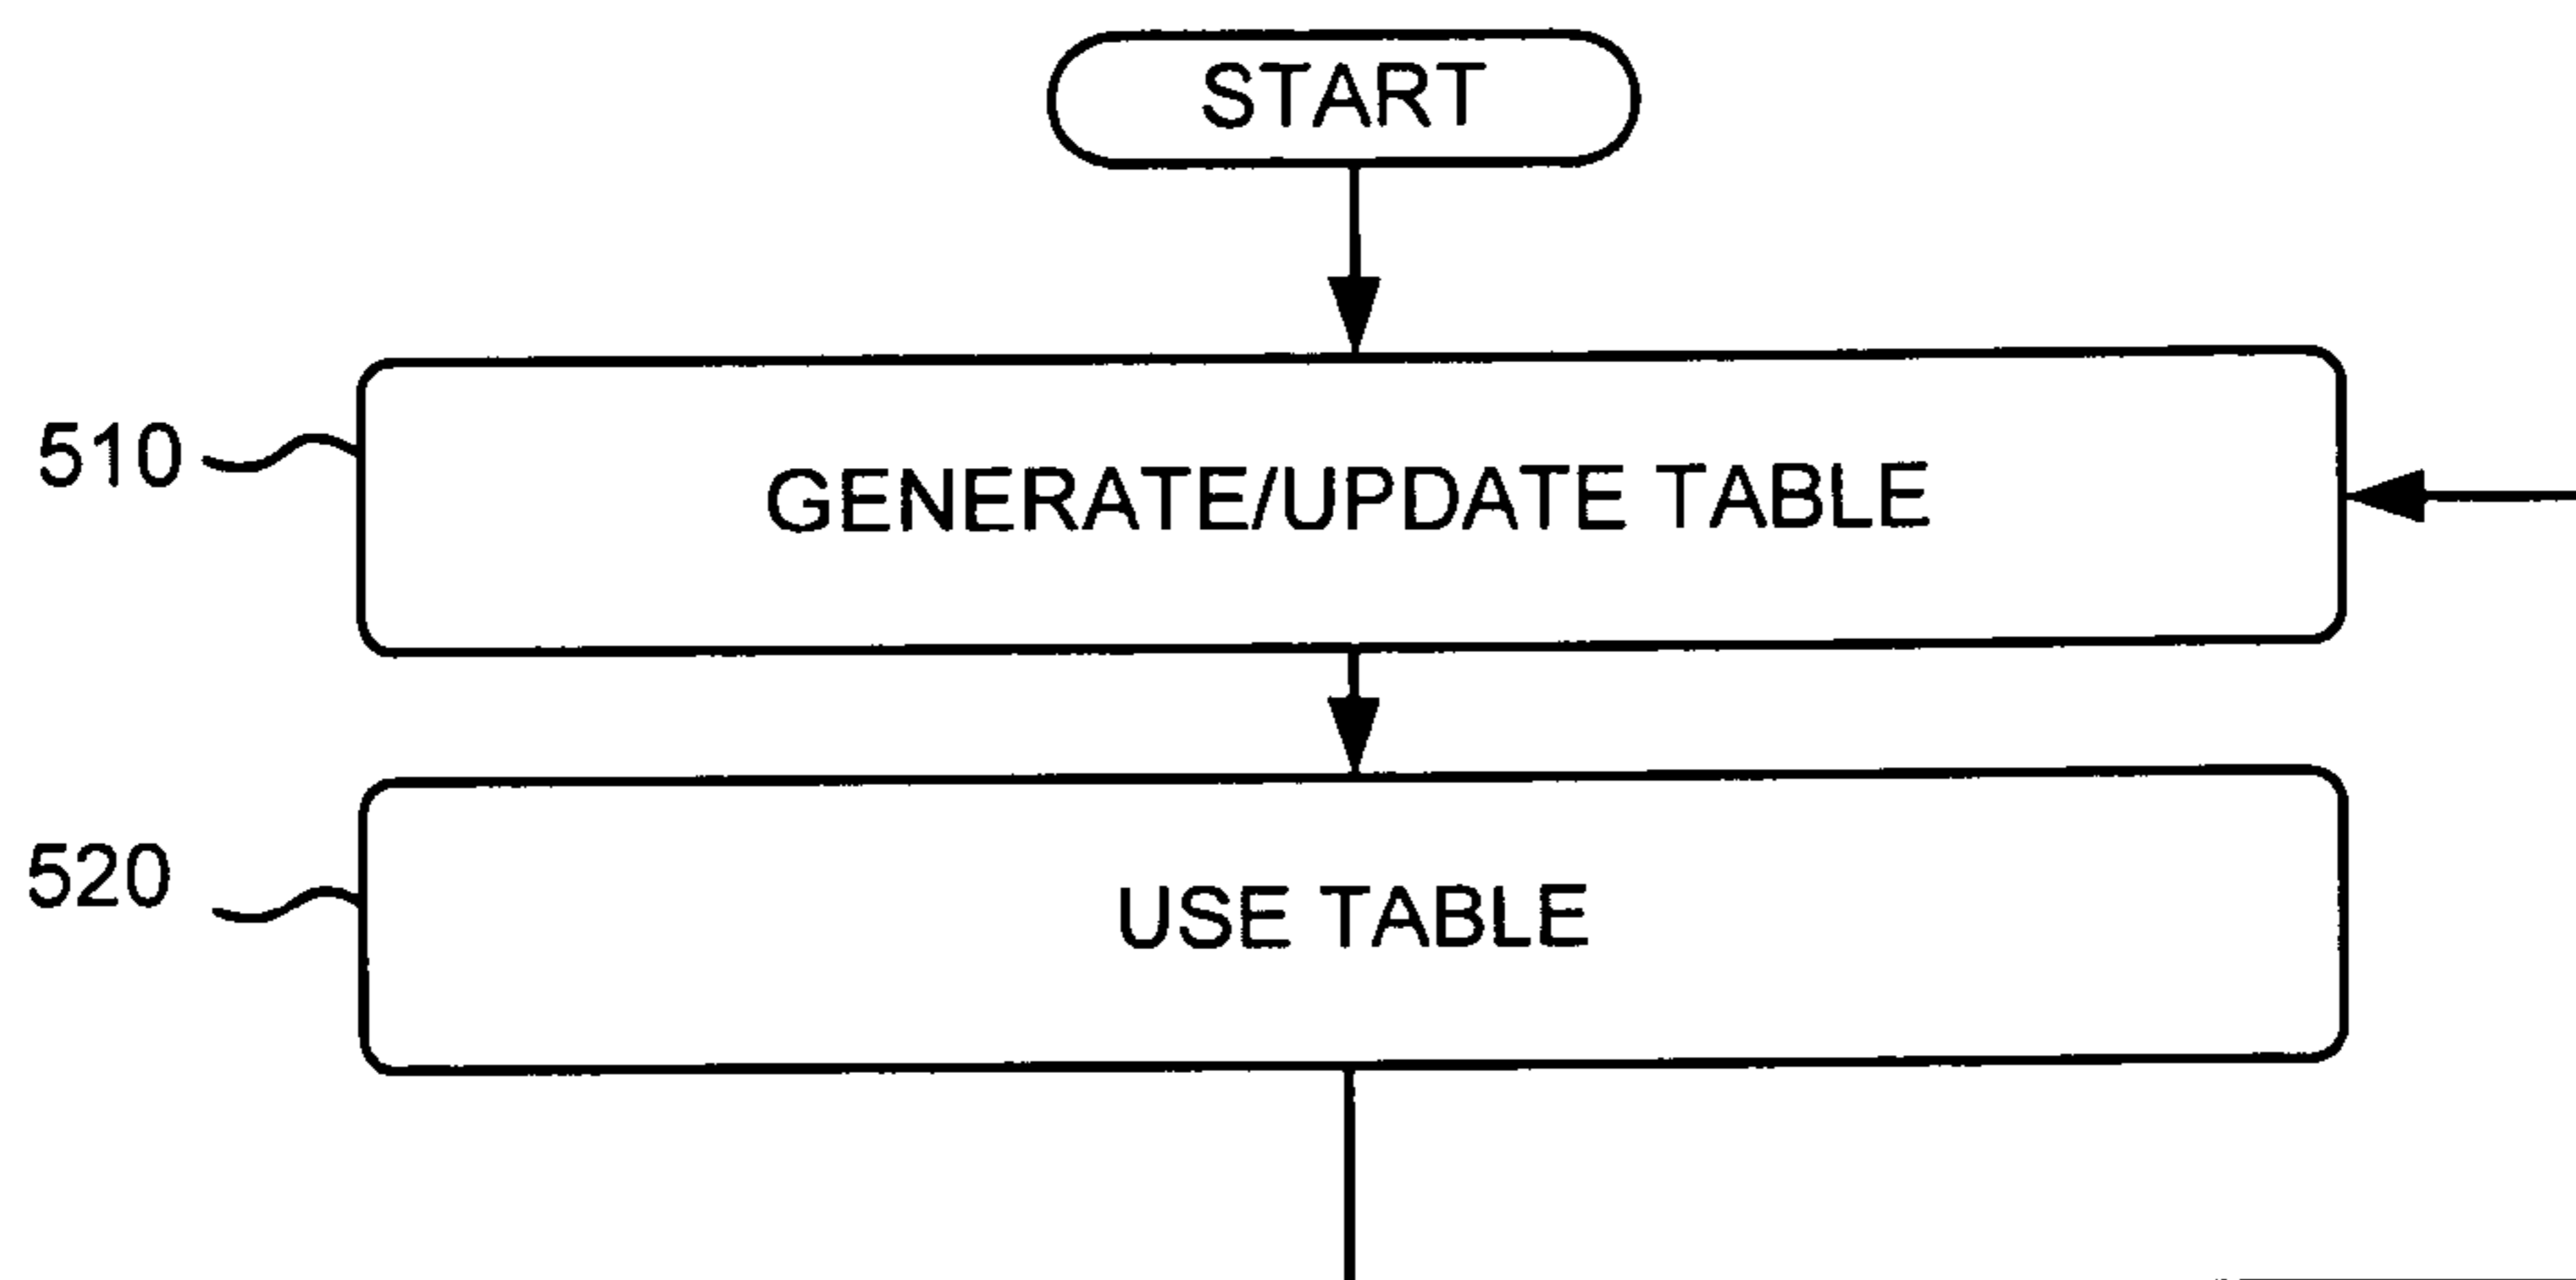 START
510
GENERATE/UPDATE TABLE
520
USE TABLE